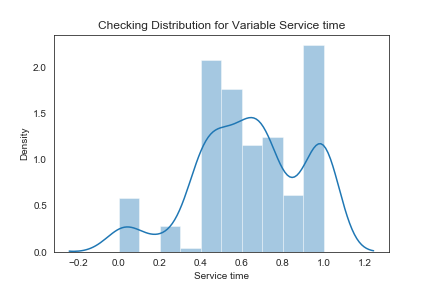 Checking Distribution for Variable Service time
2.0
1.5
1.0
0.5
0.0
Density
−0.2 0.0 0.2 0.4 0.6 0.8 1.0 1.2
Service time